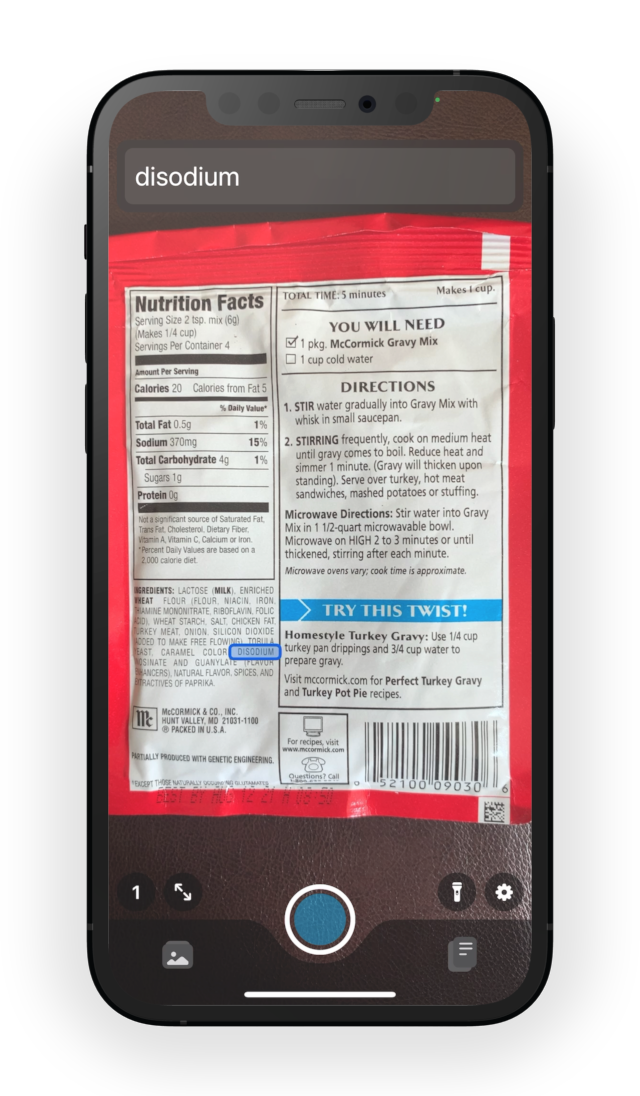 disodium
Nutrition Facts
Serving Size 2 tsp. mix (6g)
(Makes 1/4 cup)
Servings Per Container 4
Amount Per Serving
Calories 20 Calories from Fat 5
% Daily Value*
Total Fat 0.5g 1%
Sodium 370mg 15%
Total Carbohydrate 4g 1%
Sugars 1g
Protein 0g
Not a significant source of Saturated Fat,
Trans Fat, Cholesterol, Dietary Fiber,
Vitamin A, Vitamin C, Calcium or Iron.
*Percent Daily Values are based on a
2,000 calorie diet.
INGREDIENTS: LACTOSE (MILK), ENRICHED
WHEAT FLOUR (FLOUR, NIACIN, IRON,
THIAMINE MONONITRATE, RIBOFLAVIN, FOLIC
ACID), WHEAT STARCH, SALT, CHICKEN FAT,
TURKEY MEAT, ONION, SILICON DIOXIDE
(ADDED TO MAKE FREE FLOWING), TORULA
YEAST, CARAMEL COLOR, DISODIUM
INOSINATE AND GUANYLATE (FLAVOR
ENHANCERS), NATURAL FLAVOR, SPICES, AND
EXTRACTIVES OF PAPRIKA.
Mc
McCORMICK & CO., INC.
HUNT VALLEY, MD 21031-1100
® PACKED IN U.S.A.
PARTIALLY PRODUCED WITH GENETIC ENGINEERING.
*EXCEPT THOSE NATURALLY OCCURRING GLUTAMATES
BEST BY AUG 12 21 H
TOTAL TIME: 5 minutes Makes 1 cup.
YOU WILL NEED
1 pkg. McCormick Gravy Mix
1 cup cold water
DIRECTIONS
1. STIR water gradually into Gravy Mix with
whisk in small saucepan.
2. STIRRING frequently, cook on medium heat
until gravy comes to boil. Reduce heat and
simmer 1 minute. (Gravy will thicken upon
standing). Serve over turkey, hot meat
sandwiches, mashed potatoes or stuffing.
Microwave Directions: Stir water into Gravy
Mix in 1 1/2-quart microwavable bowl.
Microwave on HIGH 2 to 3 minutes or until
thickened, stirring after each minute.
Microwave ovens vary; cook time is approximate.
TRY THIS TWIST!
Homestyle Turkey Gravy: Use 1/4 cup
turkey pan drippings and 3/4 cup water to
prepare gravy.
Visit mccormick.com for Perfect Turkey Gravy
and Turkey Pot Pie recipes.
For recipes, visit
www.mccormick.com
Questions? Call
0 52100 09030 6
1